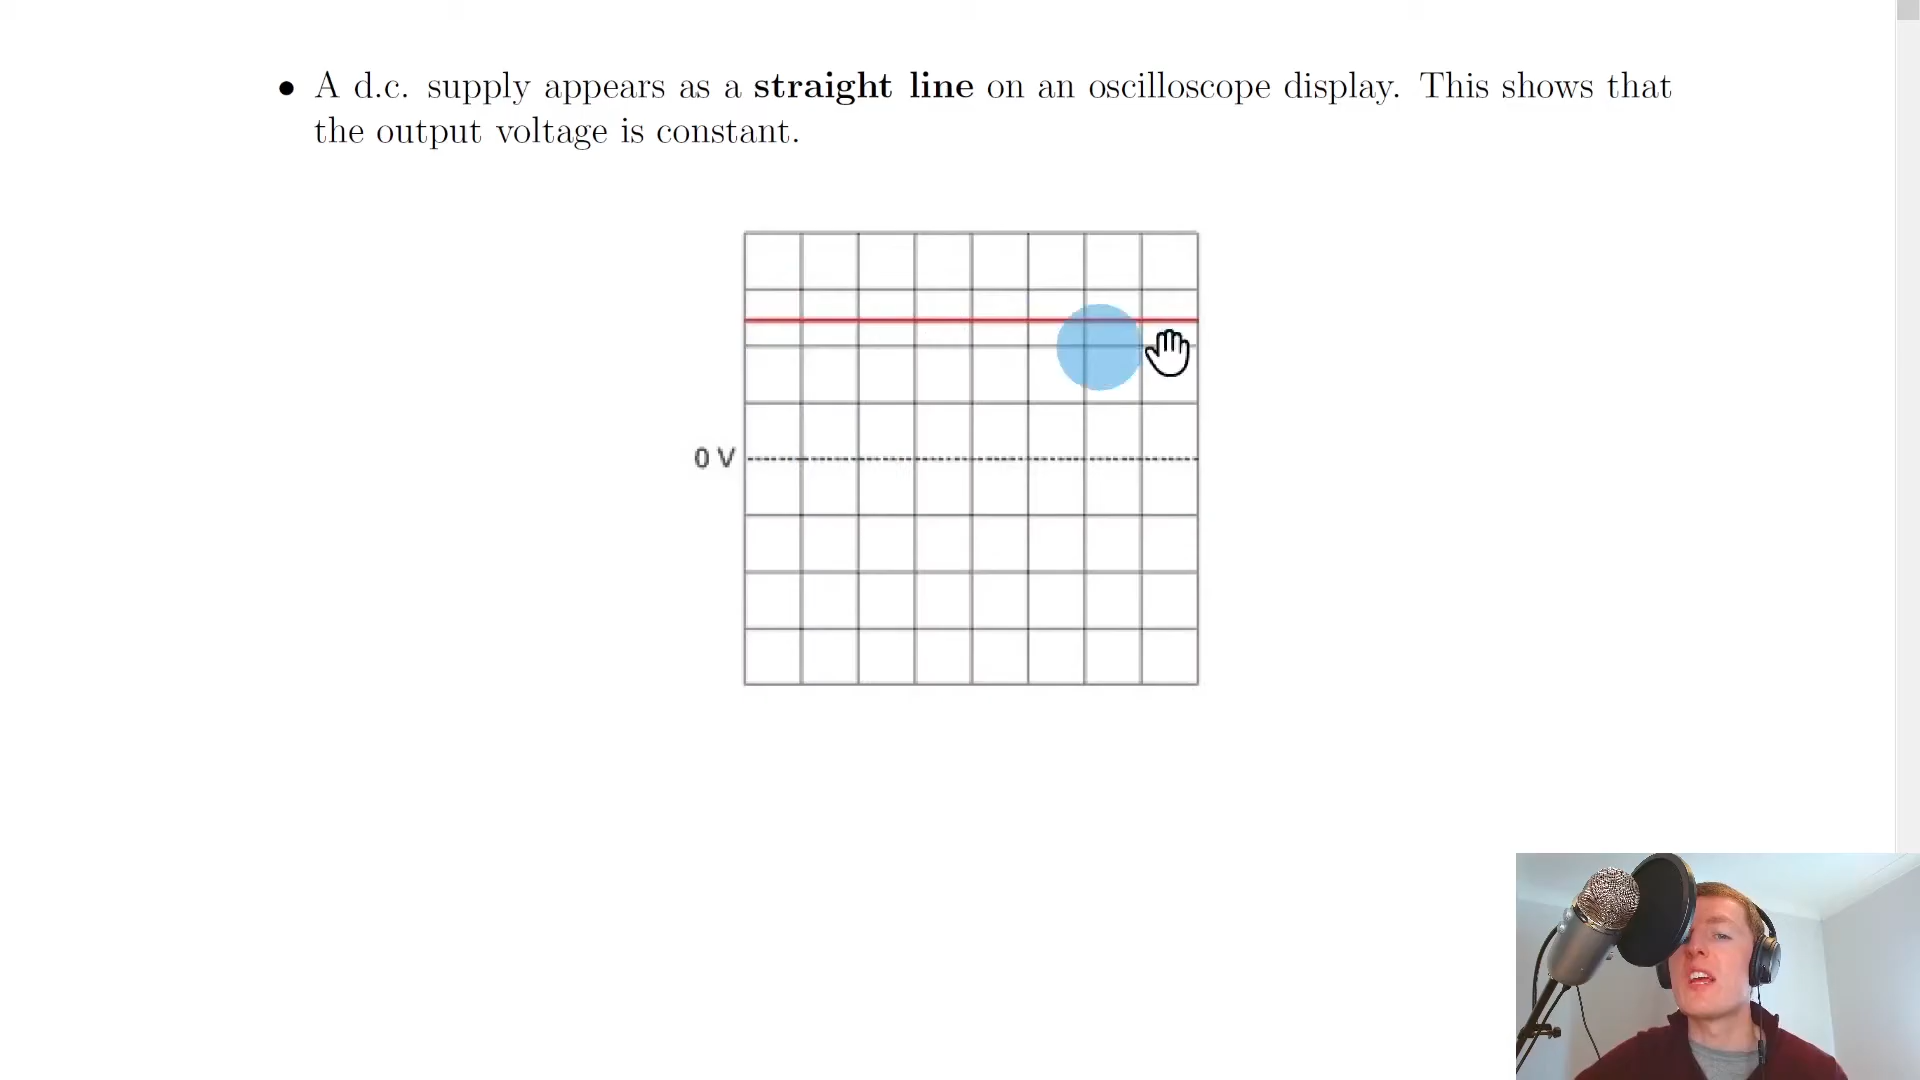 • A d.c. supply appears as a straight line on an oscilloscope display. This shows that
the output voltage is constant.
0 V